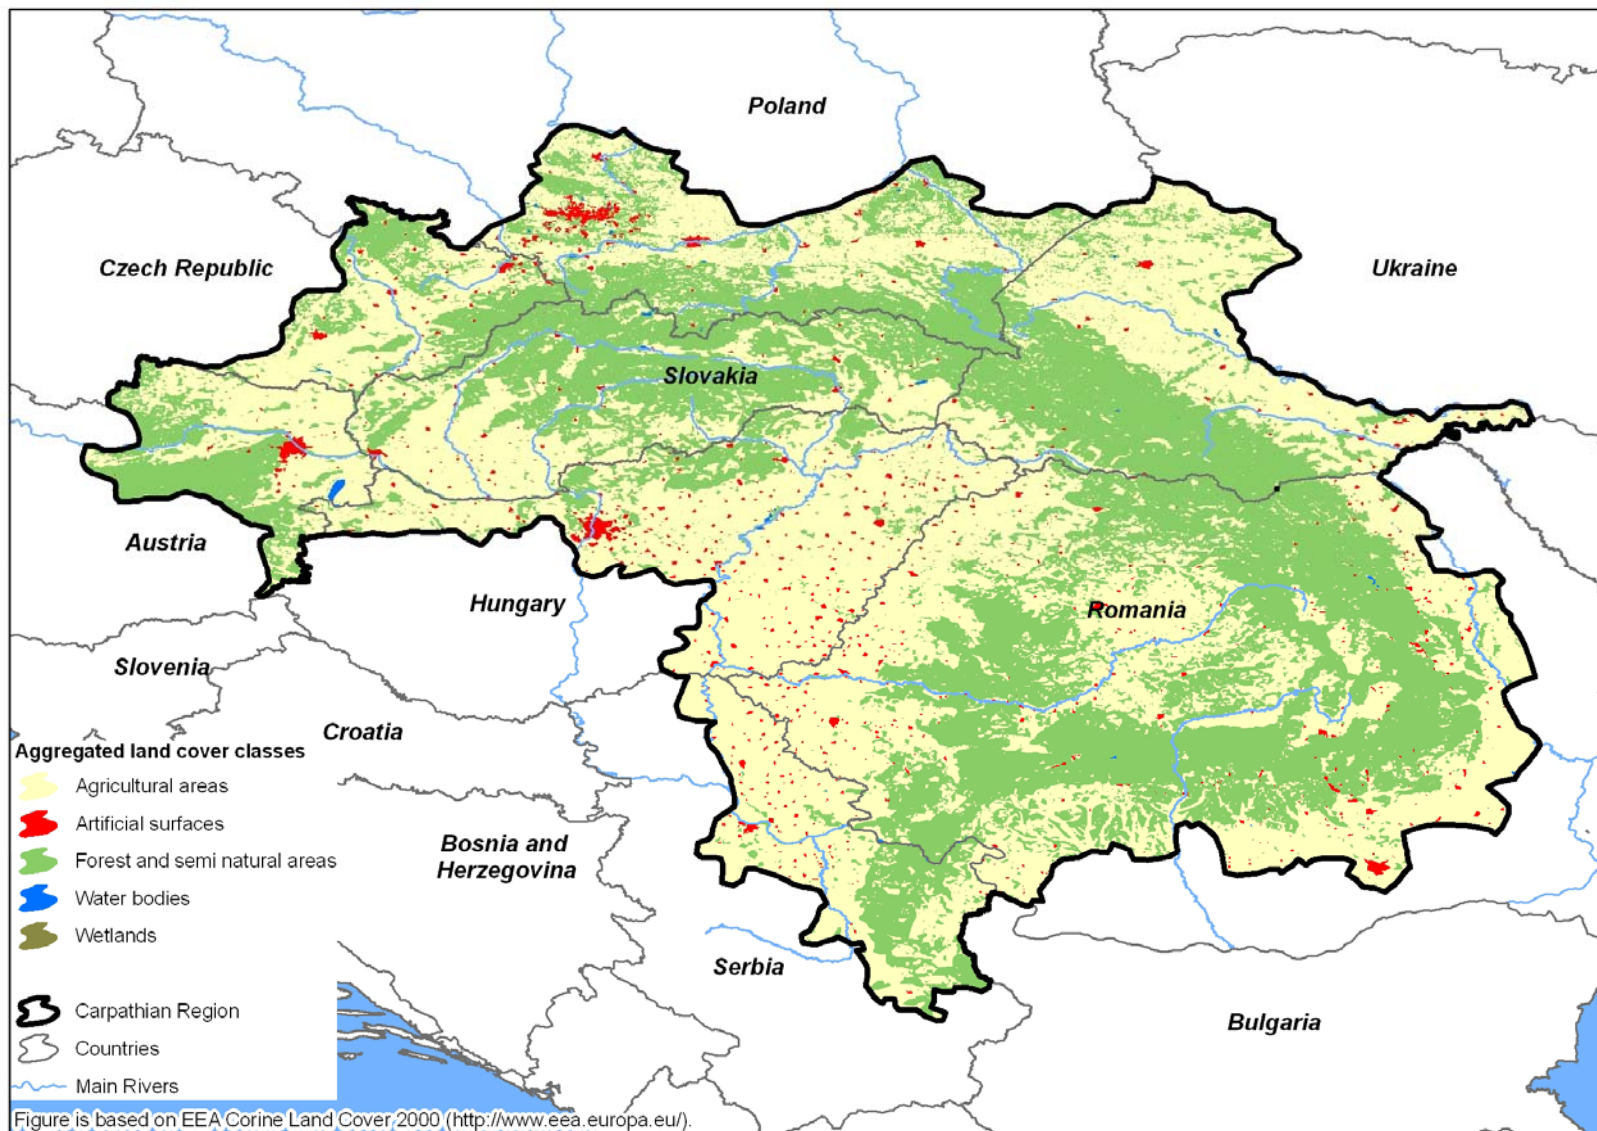 Poland
Czech Republic
Ukraine
Slovakia
Austria
Hungary
Romania
Slovenia
Croatia
Bosnia and
Herzegovina
Serbia
Bulgaria
Aggregated land cover classes
Agricultural areas
Artificial surfaces
Forest and semi natural areas
Water bodies
Wetlands
Carpathian Region
Countries
Main Rivers
Figure is based on EEA Corine Land Cover 2000 (http://www.eea.europa.eu/).